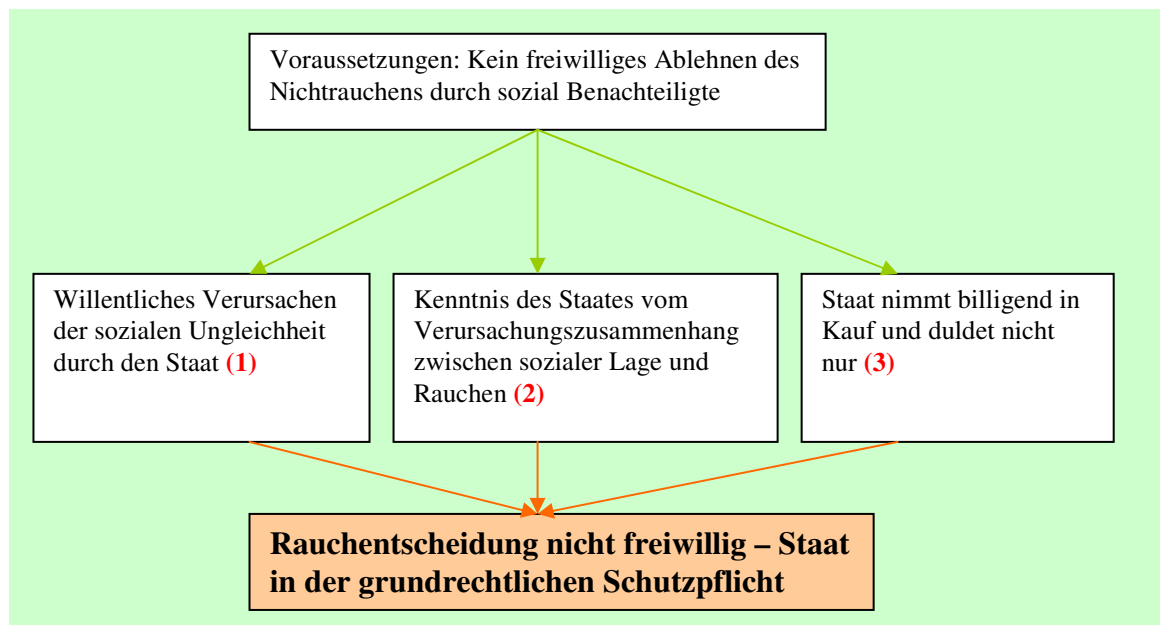 Voraussetzungen: Kein freiwilliges Ablehnen des
Nichtrauchens durch sozial Benachteiligte
Willentliches Verursachen
der sozialen Ungleichheit
durch den Staat (1)
Kenntnis des Staates vom
Verursachungszusammenhang
zwischen sozialer Lage und
Rauchen (2)
Staat nimmt billigend in
Kauf und duldet nicht
nur (3)
Rauchentscheidung nicht freiwillig – Staat
in der grundrechtlichen Schutzpflicht